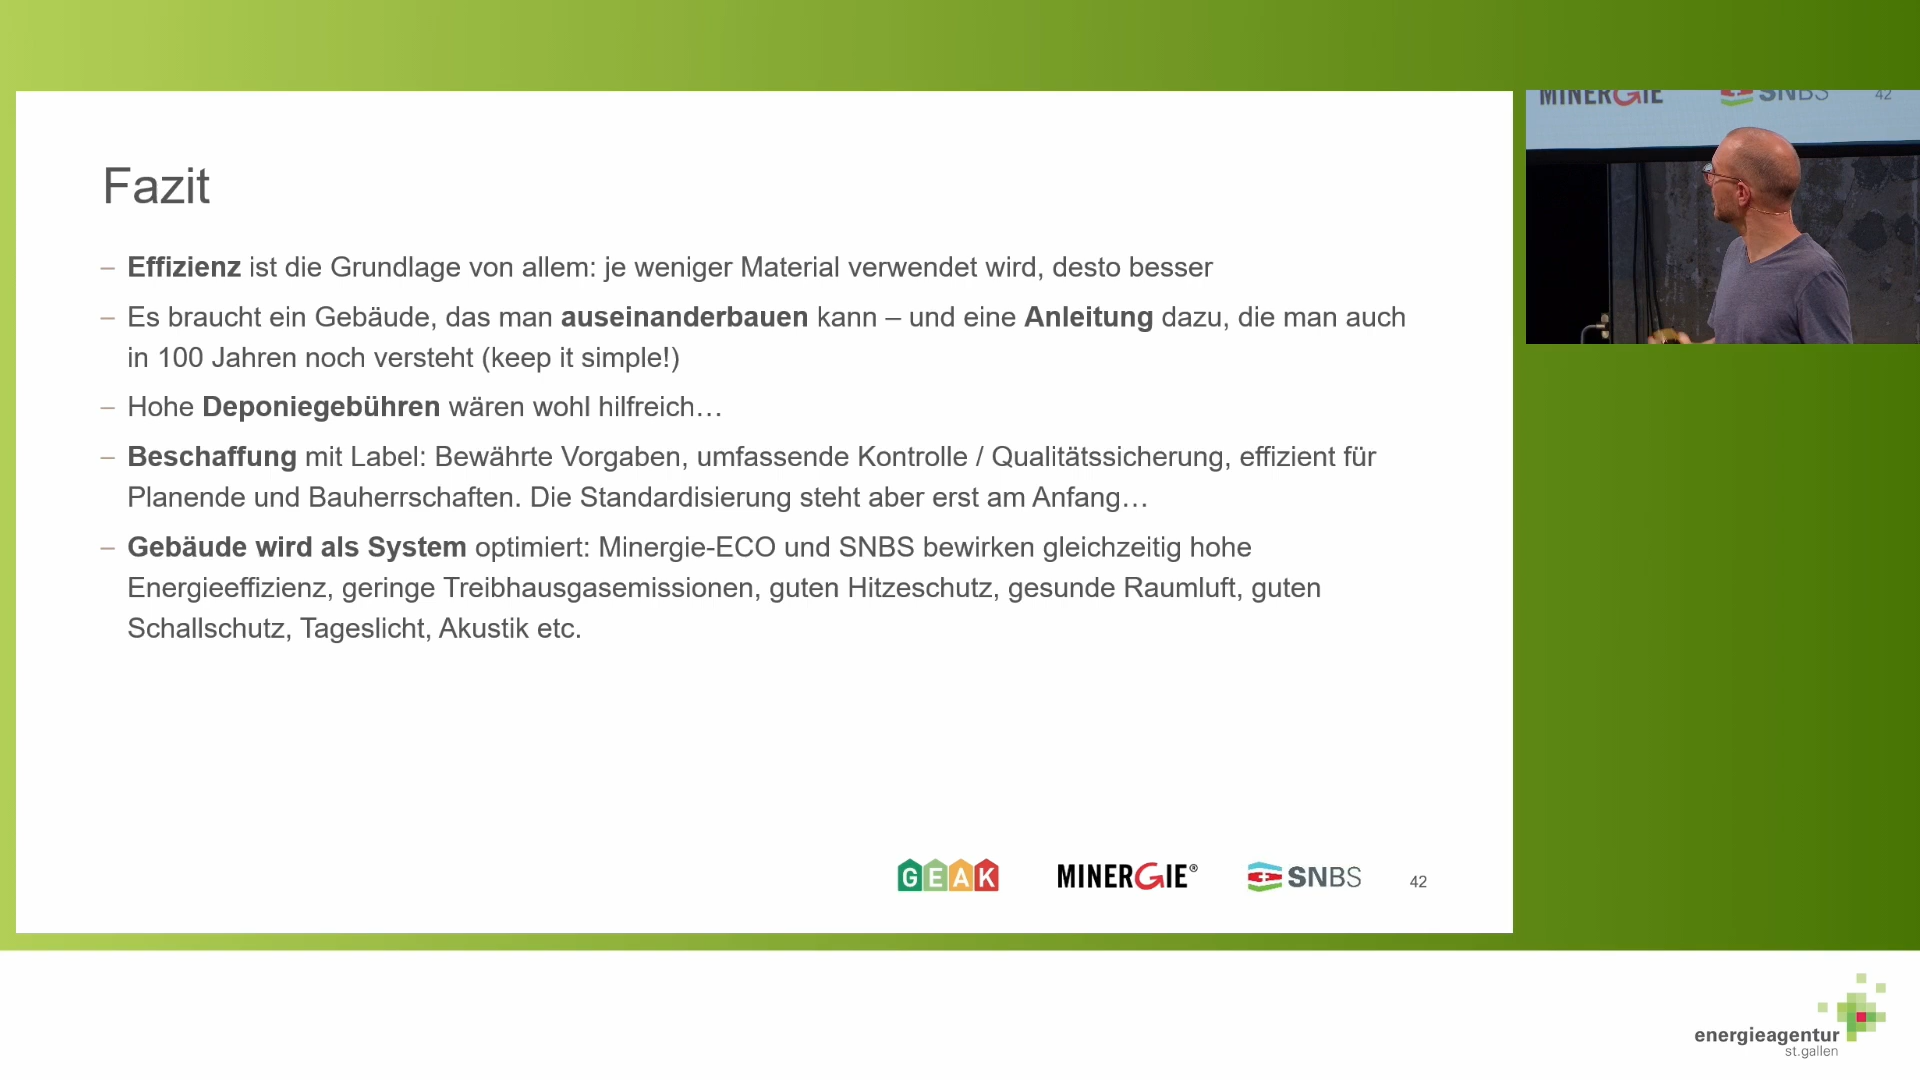 MINERGIE SNBS 42
Fazit
– Effizienz ist die Grundlage von allem: je weniger Material verwendet wird, desto besser
– Es braucht ein Gebäude, das man auseinanderbauen kann – und eine Anleitung dazu, die man auch
in 100 Jahren noch versteht (keep it simple!)
– Hohe Deponiegebühren wären wohl hilfreich…
– Beschaffung mit Label: Bewährte Vorgaben, umfassende Kontrolle / Qualitätssicherung, effizient für
Planende und Bauherrschaften. Die Standardisierung steht aber erst am Anfang…
– Gebäude wird als System optimiert: Minergie-ECO und SNBS bewirken gleichzeitig hohe
Energieeffizienz, geringe Treibhausgasemissionen, guten Hitzeschutz, gesunde Raumluft, guten
Schallschutz, Tageslicht, Akustik etc.
GEAK MINERGIE® SNBS 42
energieagentur
st.gallen